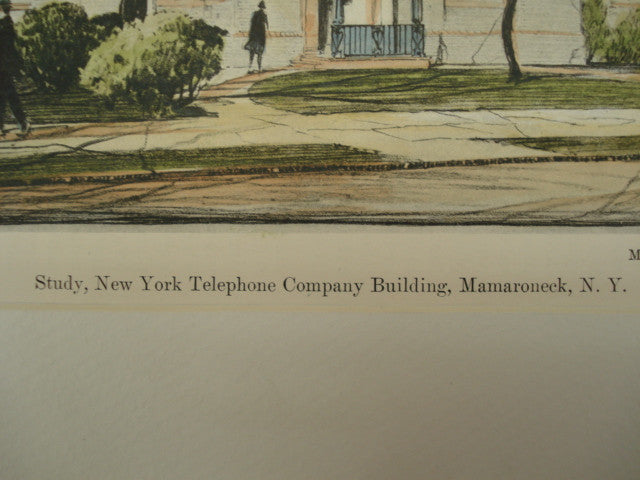 M
Study, New York Telephone Company Building, Mamaroneck, N. Y.